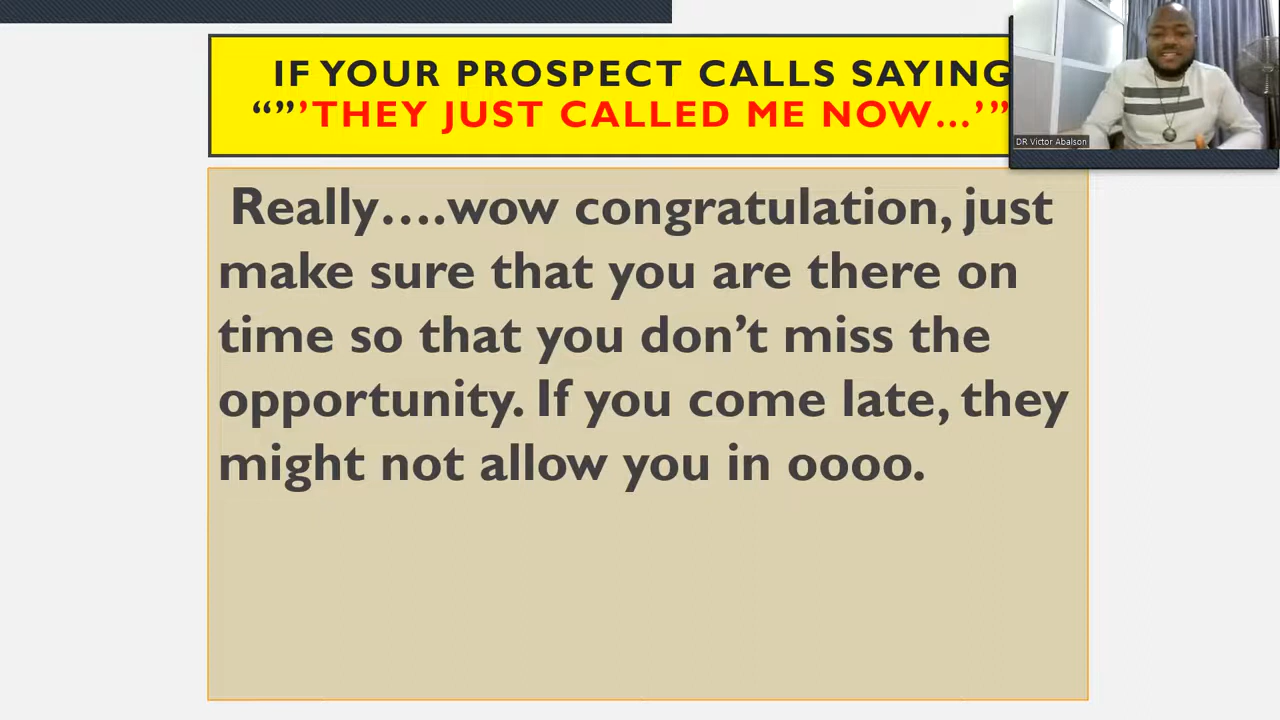 IF YOUR PROSPECT CALLS SAYING
“”’THEY JUST CALLED ME NOW...’”
DR Victor Abalson
Really....wow congratulation, just
make sure that you are there on
time so that you don’t miss the
opportunity. If you come late, they
might not allow you in oooo.